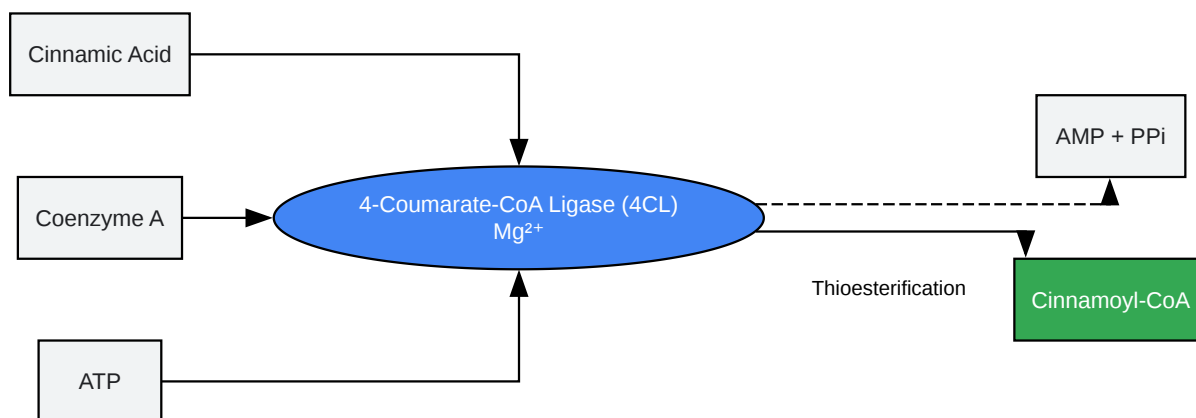 Cinnamic Acid
Coenzyme A
ATP
4-Coumarate-CoA Ligase (4CL)
Mg²⁺
AMP + PPi
Thioesterification
Cinnamoyl-CoA